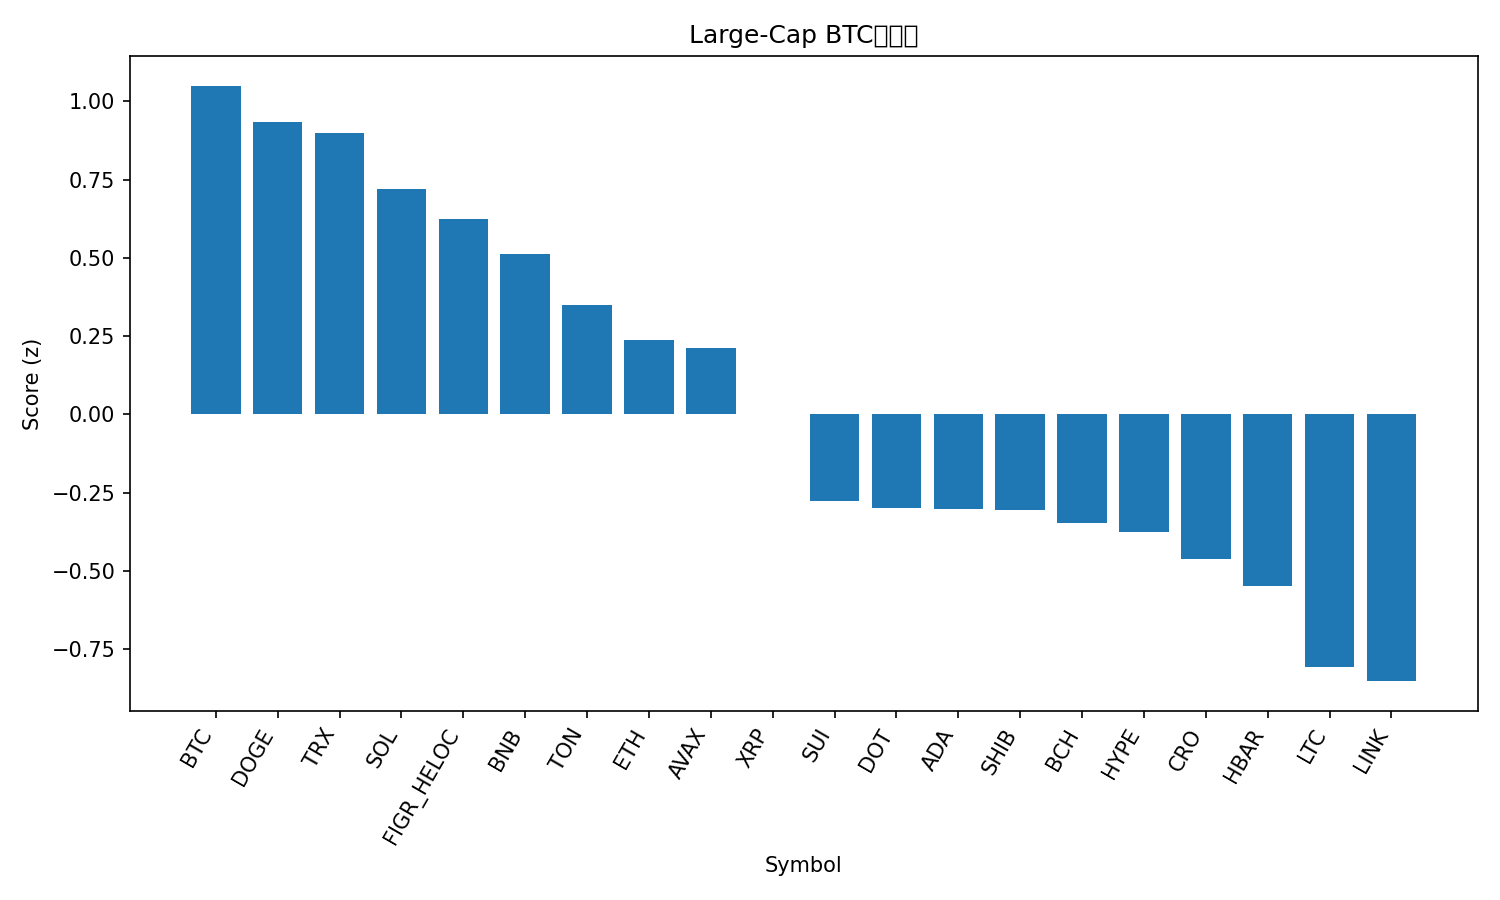 Large-Cap BTC
Score (z)
1.00
0.75
0.50
0.25
0.00
−0.25
−0.50
−0.75
BTC
DOGE
TRX
SOL
FIGR_HELOC
BNB
TON
ETH
AVAX
XRP
SUI
DOT
ADA
SHIB
BCH
HYPE
CRO
HBAR
LTC
LINK
Symbol